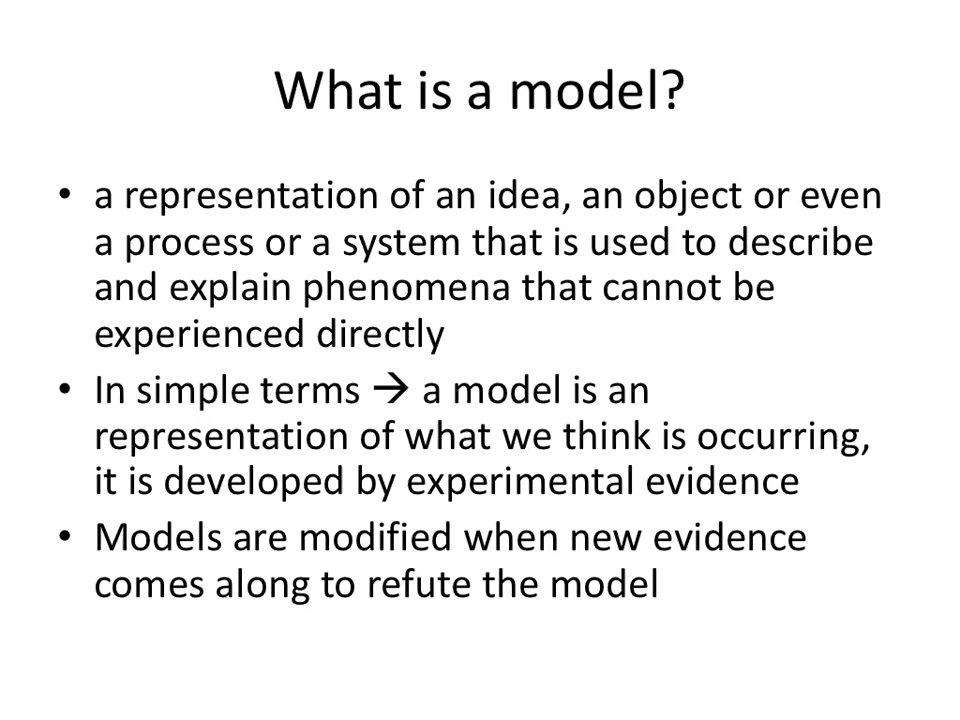 What is a model?
• a representation of an idea, an object or even
a process or a system that is used to describe
and explain phenomena that cannot be
experienced directly
• In simple terms → a model is an
representation of what we think is occurring,
it is developed by experimental evidence
• Models are modified when new evidence
comes along to refute the model